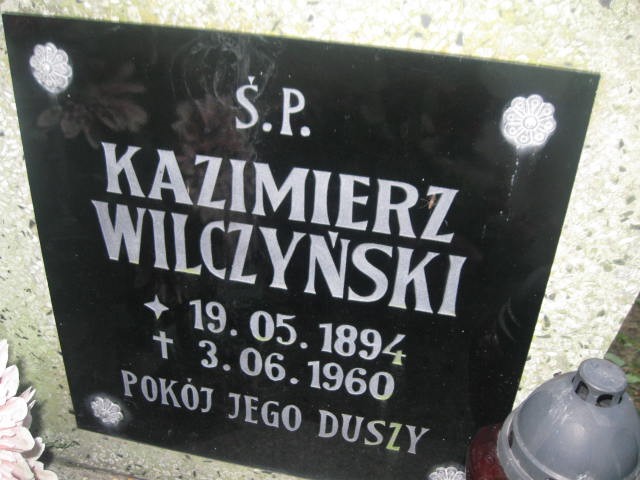 Ś.P.
KAZIMIERZ
WILCZYŃSKI
✦ 19.05.1894
✝ 3.06.1960
POKÓJ JEGO DUSZY